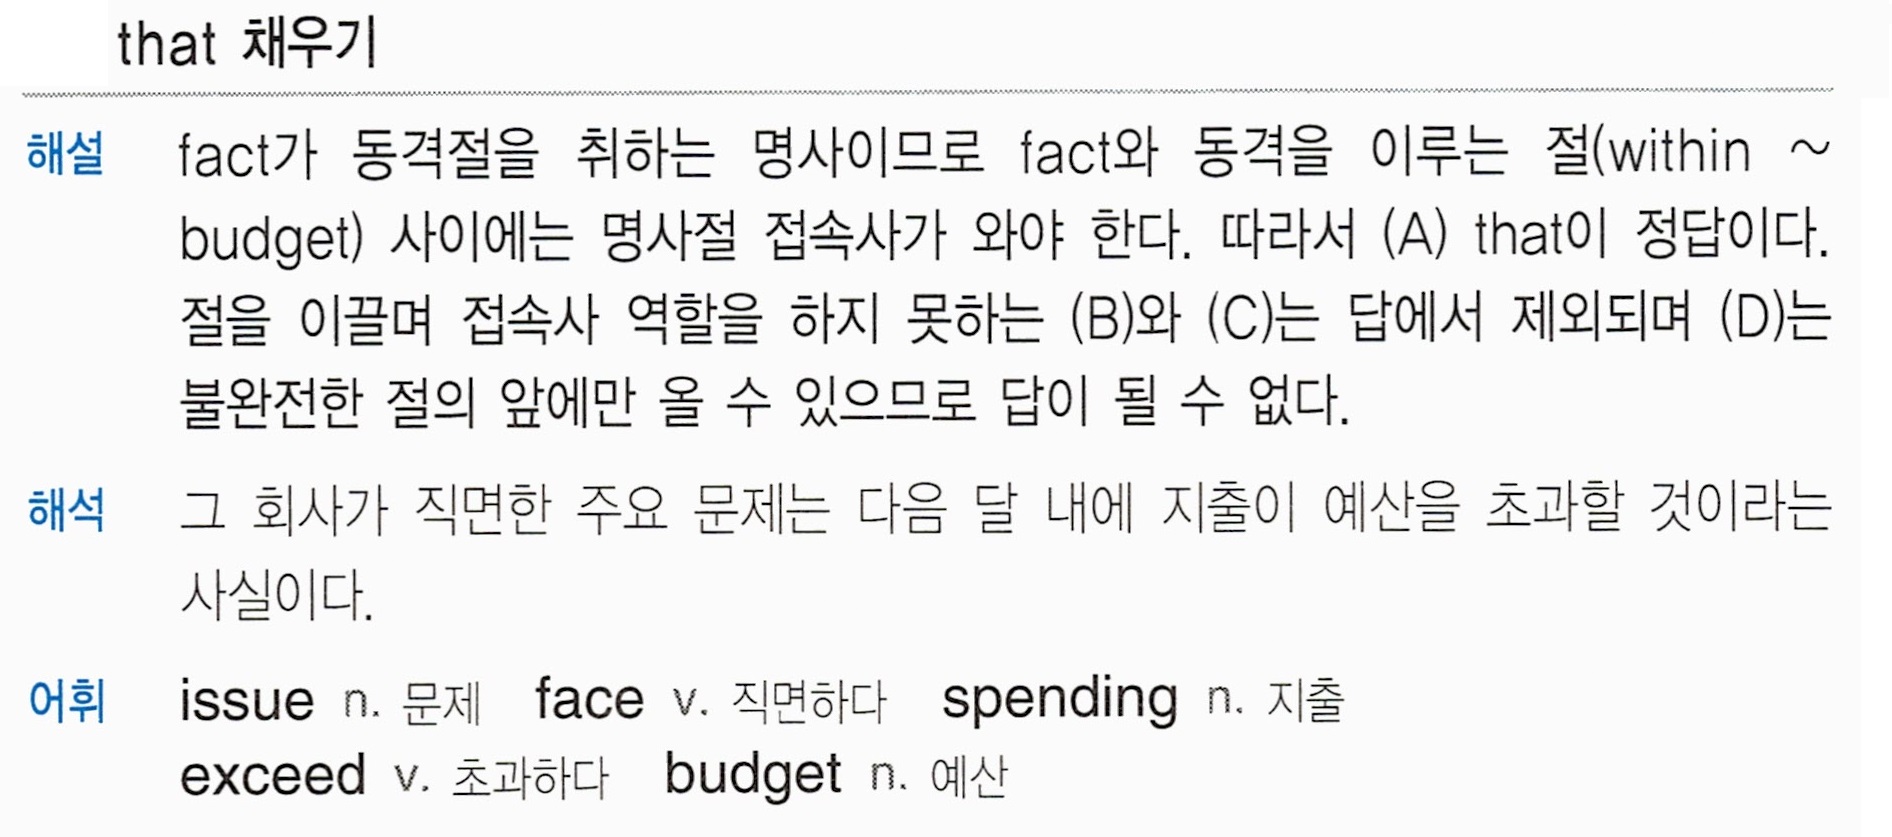 that 채우기
해설 fact가 동격절을 취하는 명사이므로 fact와 동격을 이루는 절(within ~
budget) 사이에는 명사절 접속사가 와야 한다. 따라서 (A) that이 정답이다.
절을 이끌며 접속사 역할을 하지 못하는 (B)와 (C)는 답에서 제외되며 (D)는
불완전한 절의 앞에만 올 수 있으므로 답이 될 수 없다.
해석 그 회사가 직면한 주요 문제는 다음 달 내에 지출이 예산을 초과할 것이라는
사실이다.
어휘 issue n. 문제 face v. 직면하다 spending n. 지출
exceed v. 초과하다 budget n. 예산